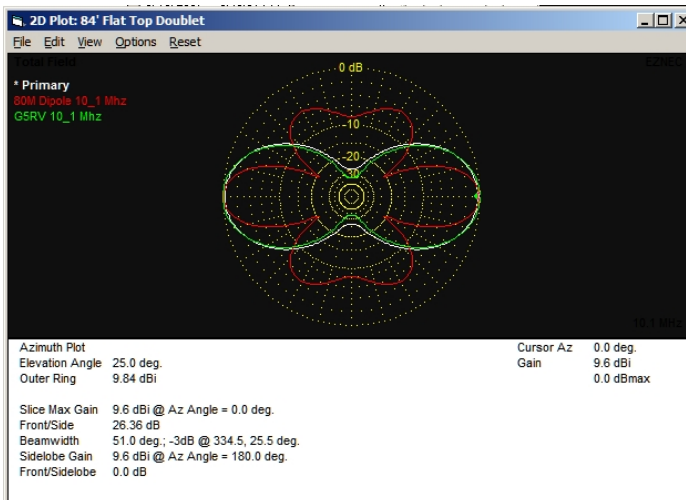 2D Plot: 84' Flat Top Doublet
File Edit View Options Reset
Total Field
EZNEC
0 dB
* Primary
80M Dipole 10_1 Mhz
G5RV 10_1 Mhz
-10
-20
-30
10.1 MHz
Azimuth Plot
Elevation Angle 25.0 deg.
Outer Ring 9.84 dBi
Cursor Az 0.0 deg.
Gain 9.6 dBi
0.0 dBmax
Slice Max Gain 9.6 dBi @ Az Angle = 0.0 deg.
Front/Side 26.36 dB
Beamwidth 51.0 deg.; -3dB @ 334.5, 25.5 deg.
Sidelobe Gain 9.6 dBi @ Az Angle = 180.0 deg.
Front/Sidelobe 0.0 dB